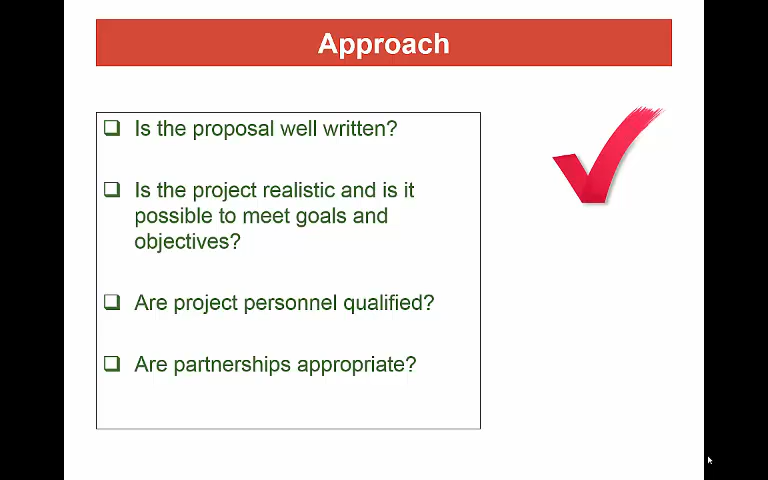 Approach
Is the proposal well written?
Is the project realistic and is it
possible to meet goals and
objectives?
Are project personnel qualified?
Are partnerships appropriate?